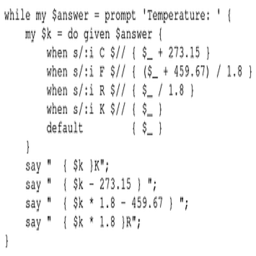 while my $answer = prompt 'Temperature: ' {
my $k = do given $answer {
when s/:i C $// { $_ + 273.15 }
when s/:i F $// { ($_ + 459.67) / 1.8 }
when s/:i R $// { $_ / 1.8 }
when s/:i K $// { $_ }
default { $_ }
}
say " { $k }K";
say " { $k - 273.15 } ";
say " { $k * 1.8 - 459.67 } ";
say " { $k * 1.8 }R";
}